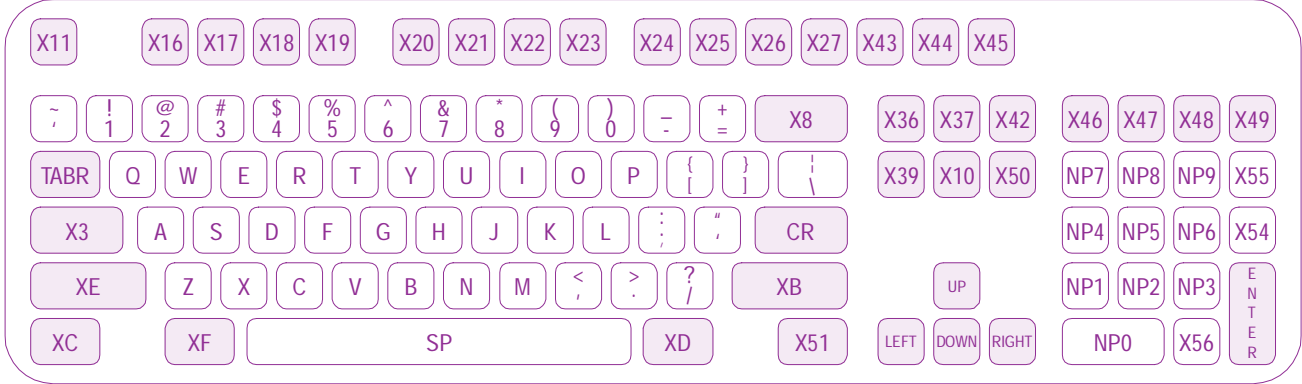 X11 X16 X17 X18 X19 X20 X21 X22 X23 X24 X25 X26 X27 X43 X44 X45
~ ! @ # $ % ^ & * ( ) _ +
' 1 2 3 4 5 6 7 8 9 0 - = X8 X36 X37 X42 X46 X47 X48 X49
TABR Q W E R T Y U I O P { } ¦
[ ] \ X39 X10 X50 NP7 NP8 NP9 X55
X3 A S D F G H J K L : " CR NP4 NP5 NP6 X54
; '
XE Z X C V B N M < > ? XB UP NP1 NP2 NP3 ENTER
, . /
XC XF SP XD X51 LEFT DOWN RIGHT NP0 X56